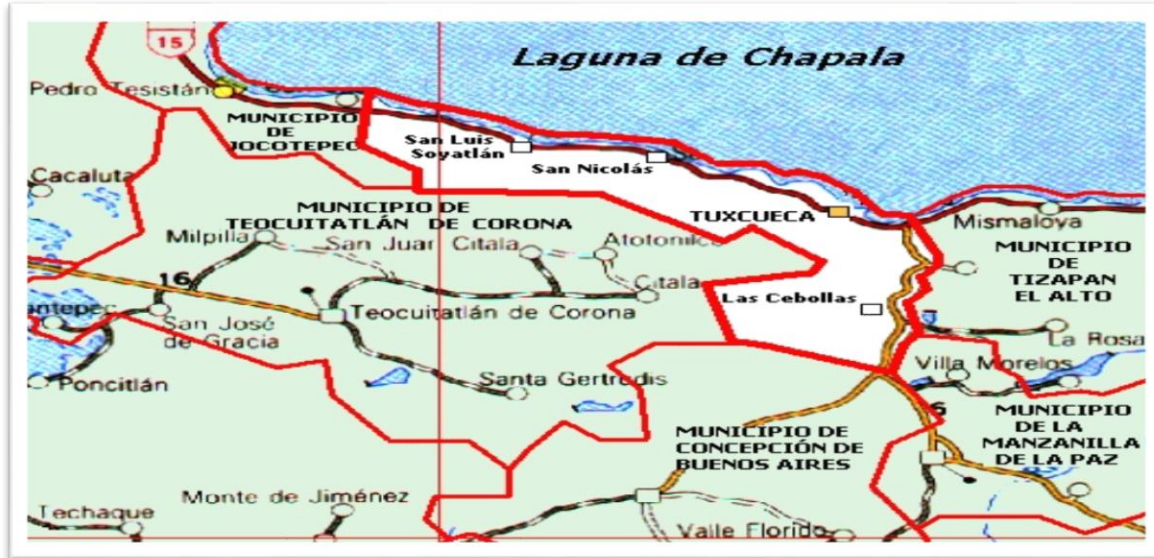 15
Laguna de Chapala
Pedro Tesistán
MUNICIPIO
DE
JOCOTEPEC
San Luis
Soyatlán
San Nicolás
Cacaluta
MUNICIPIO DE
TEOCUITATLÁN DE CORONA
TUXCUECA
Mismaloya
Milpilla
San Juan Citala
Atotonilco
MUNICIPIO
DE
TIZAPAN
EL ALTO
16
Citala
Las Cebollas
Teocuitatlán de Corona
San José
de Gracia
La Rosa
Villa Morelos
Poncitlán
Santa Gertrudis
6
MUNICIPIO DE
CONCEPCIÓN DE
BUENOS AIRES
MUNICIPIO
DE LA
MANZANILLA
DE LA PAZ
Monte de Jiménez
Techaque
Valle Florido